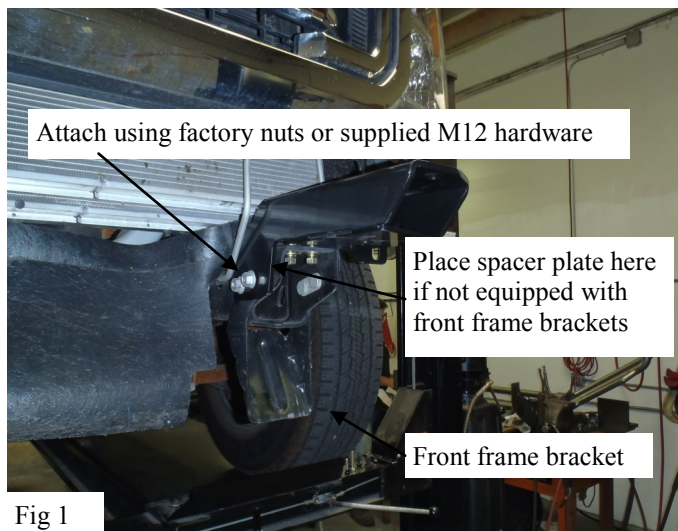 Attach using factory nuts or supplied M12 hardware
Place spacer plate here
if not equipped with
front frame brackets
Front frame bracket
Fig 1